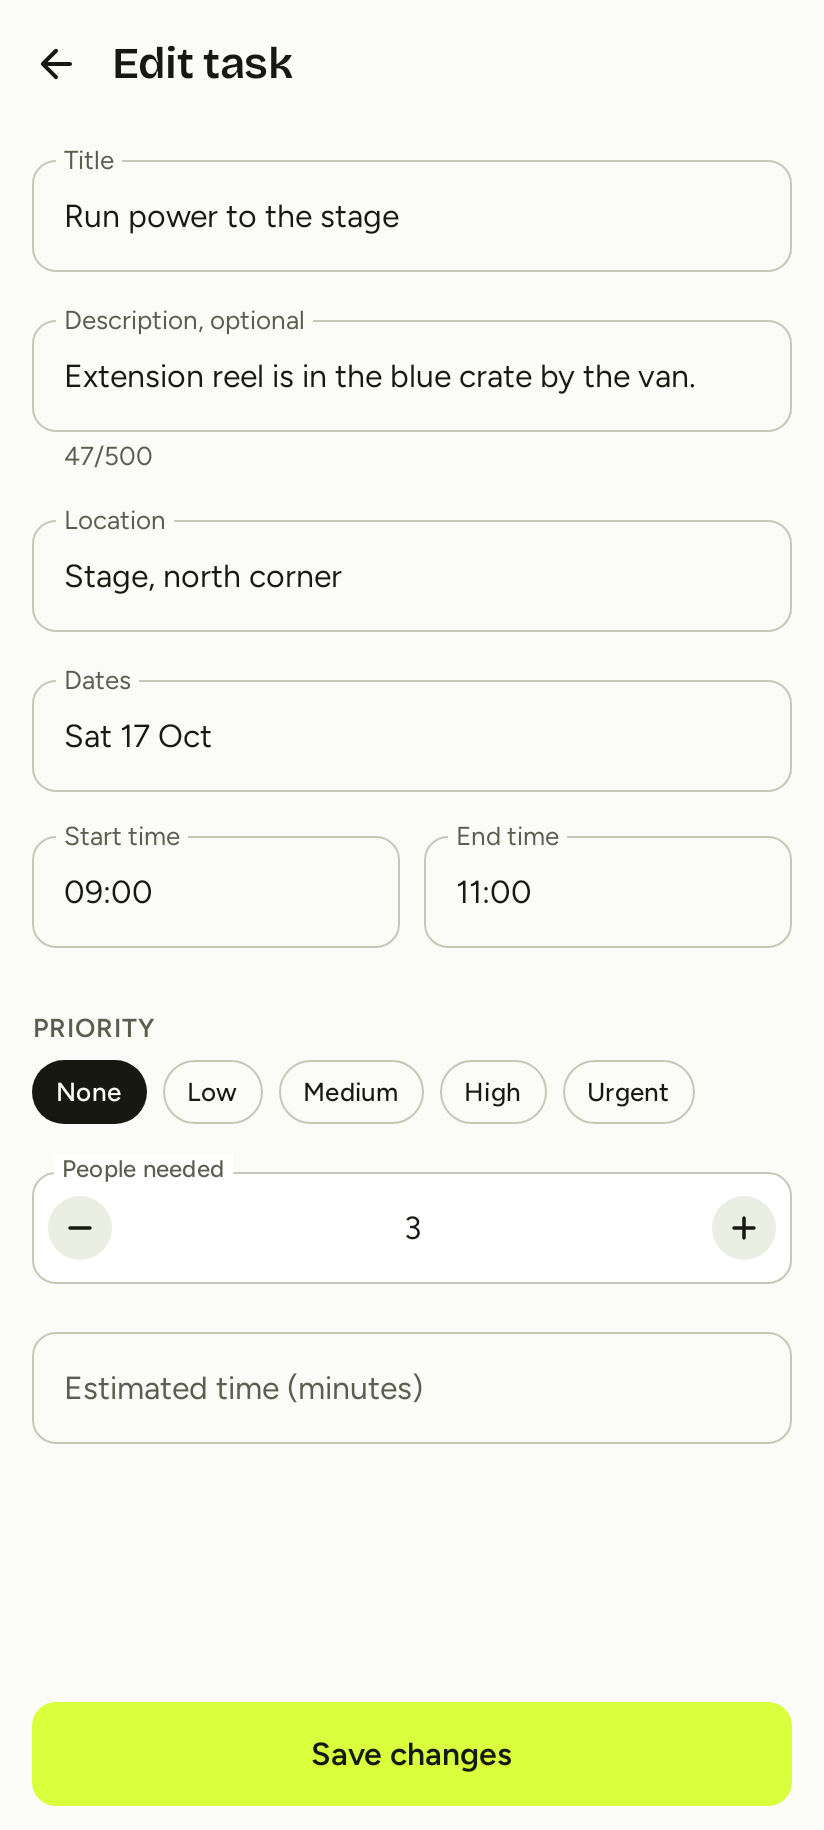 Edit task
Title
Run power to the stage
Description, optional
Extension reel is in the blue crate by the van.
47/500
Location
Stage, north corner
Dates
Sat 17 Oct
Start time
End time
09:00
11:00
PRIORITY
None
Low
Medium
High
Urgent
People needed
3
Estimated time (minutes)
Save changes